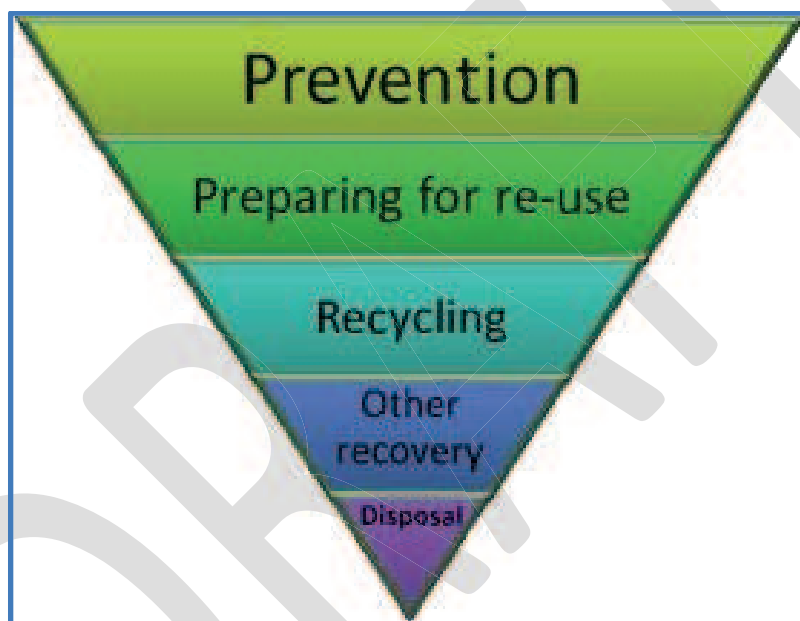 Prevention
Preparing for re-use
Recycling
Other
recovery
Disposal